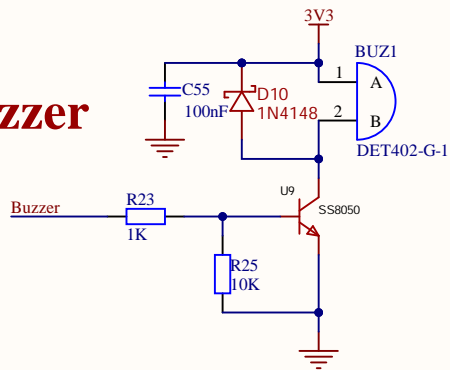 3V3
BUZ1
1
A
C55
D10
100nF
1N4148
2
B
zzer
DET402-G-1
U9
SS8050
R23
Buzzer
1K
R25
10K